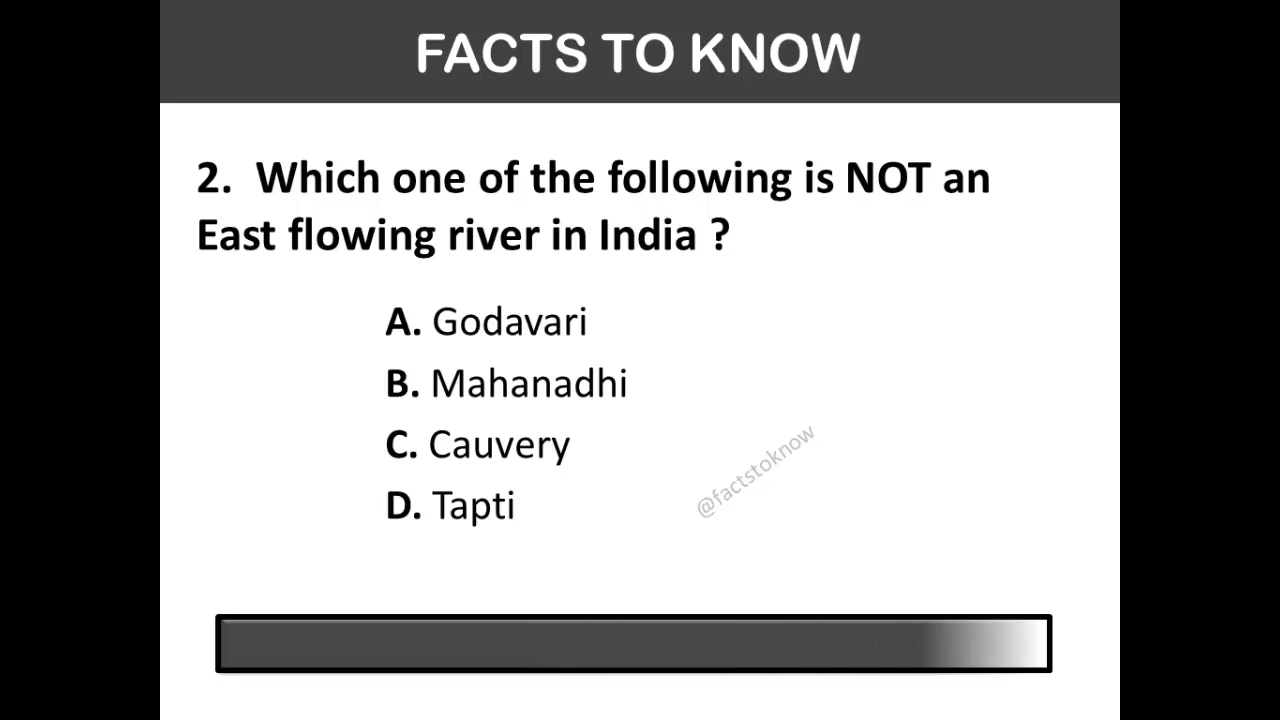 FACTS TO KNOW
2. Which one of the following is NOT an
East flowing river in India ?
A. Godavari
B. Mahanadhi
C. Cauvery
D. Tapti
@factstoknow